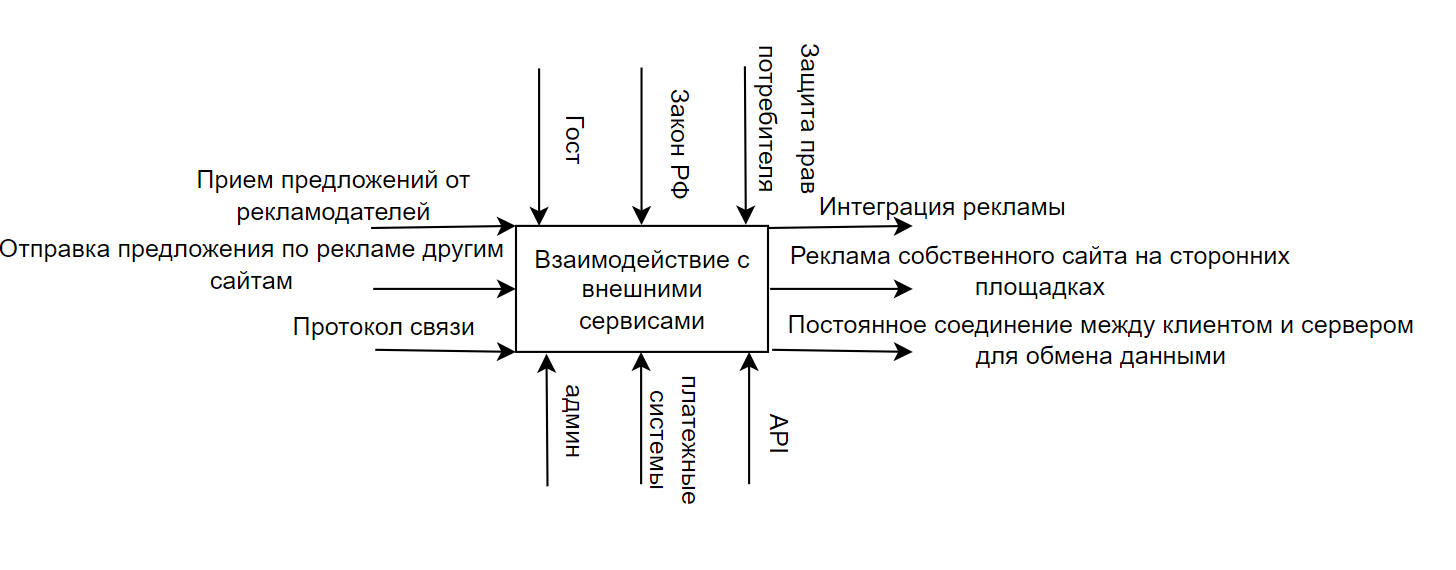 Гост
Закон РФ
Защита прав
потребителя
Прием предложений от
рекламодателей
Отправка предложения по рекламе другим
сайтам
Протокол связи
Взаимодействие с
внешними
сервисами
Интеграция рекламы
Реклама собственного сайта на сторонних
площадках
Постоянное соединение между клиентом и сервером
для обмена данными
админ
платежные
системы
API